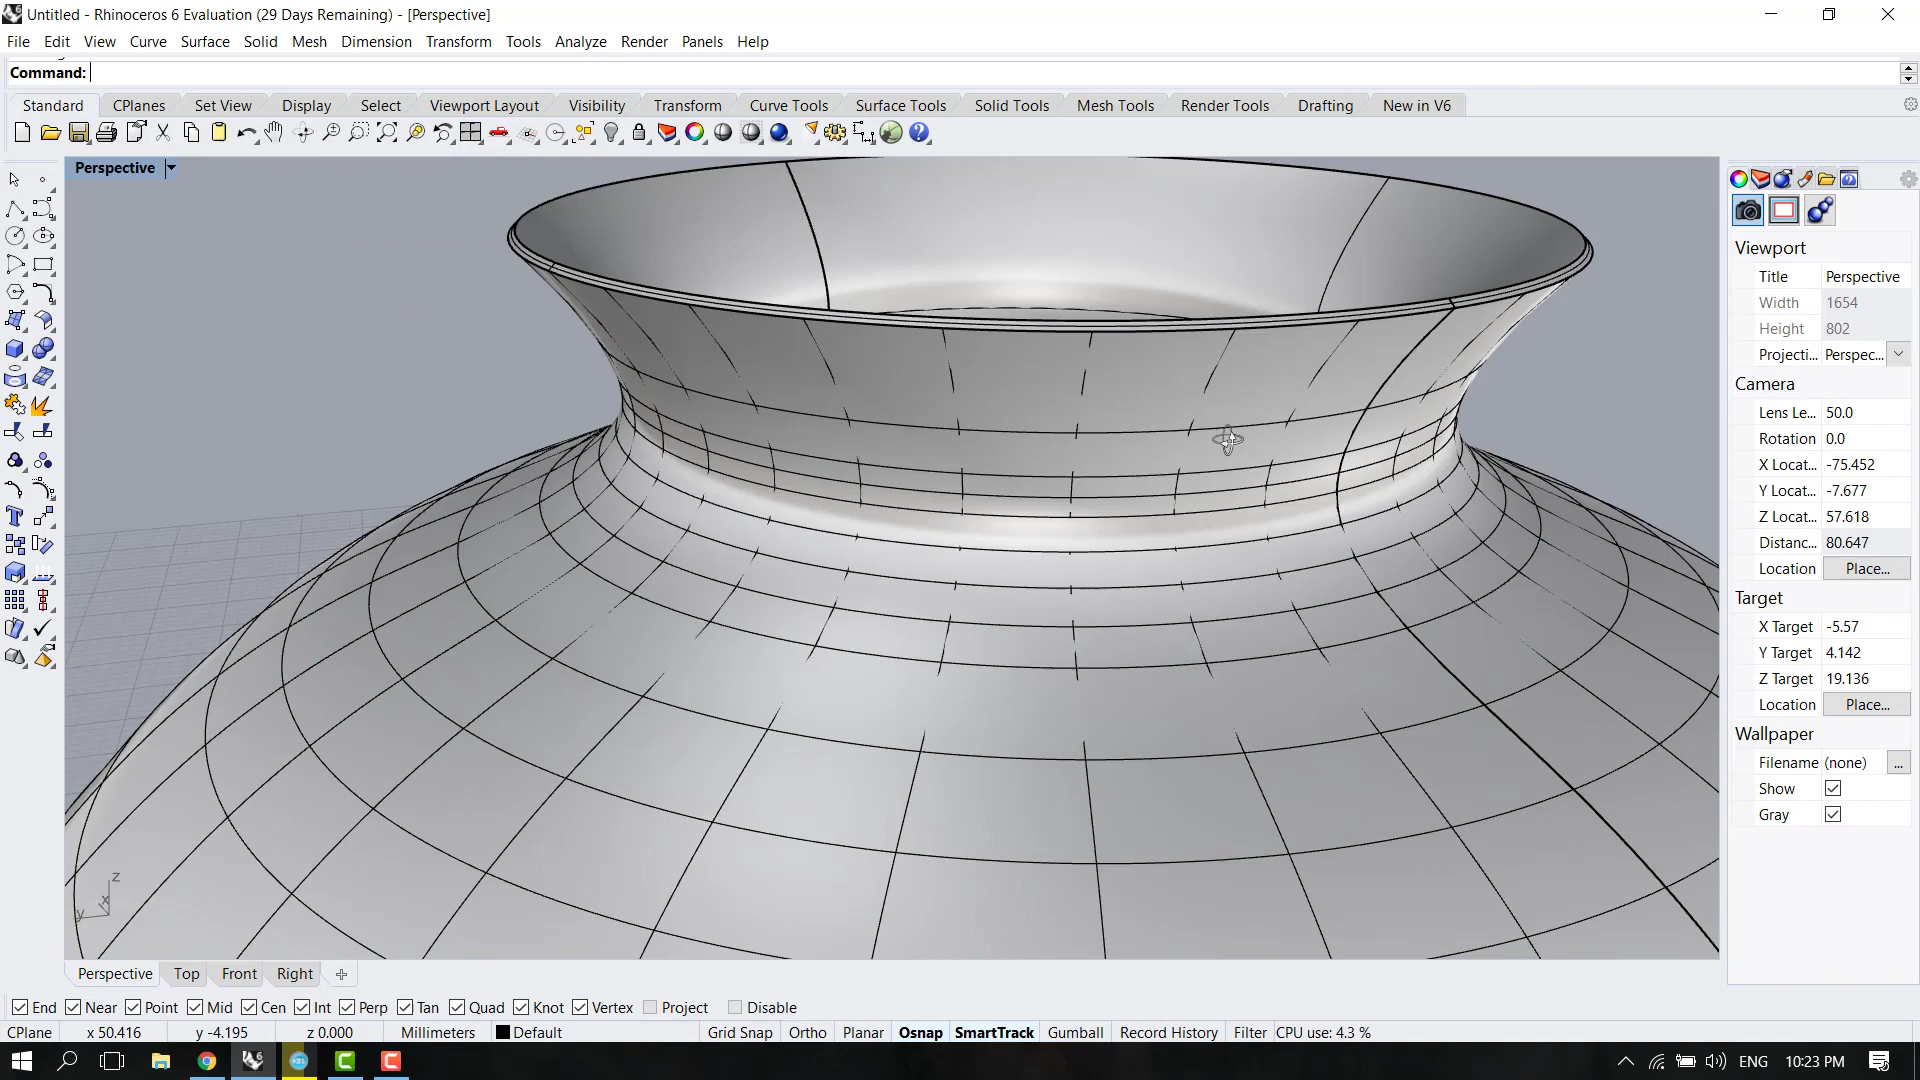 Untitled - Rhinoceros 6 Evaluation (29 Days Remaining) - [Perspective]
File Edit View Curve Surface Solid Mesh Dimension Transform Tools Analyze Render Panels Help
Command:
Standard CPlanes Set View Display Select Viewport Layout Visibility Transform Curve Tools Surface Tools Solid Tools Mesh Tools Render Tools Drafting New in V6
Perspective
Viewport
Title Perspective
Width 1654
Height 802
Projecti... Perspec...
Camera
Lens Le... 50.0
Rotation 0.0
X Locat... -75.452
Y Locat... -7.677
Z Locat... 57.618
Distanc... 80.647
Location Place...
Target
X Target -5.57
Y Target 4.142
Z Target 19.136
Location Place...
Wallpaper
Filename (none) ...
Show
Gray
z
x
y
Perspective Top Front Right
End Near Point Mid Cen Int Perp Tan Quad Knot Vertex Project Disable
CPlane x 50.416 y -4.195 z 0.000 Millimeters Default Grid Snap Ortho Planar Osnap SmartTrack Gumball Record History Filter CPU use: 4.3 %
ENG 10:23 PM